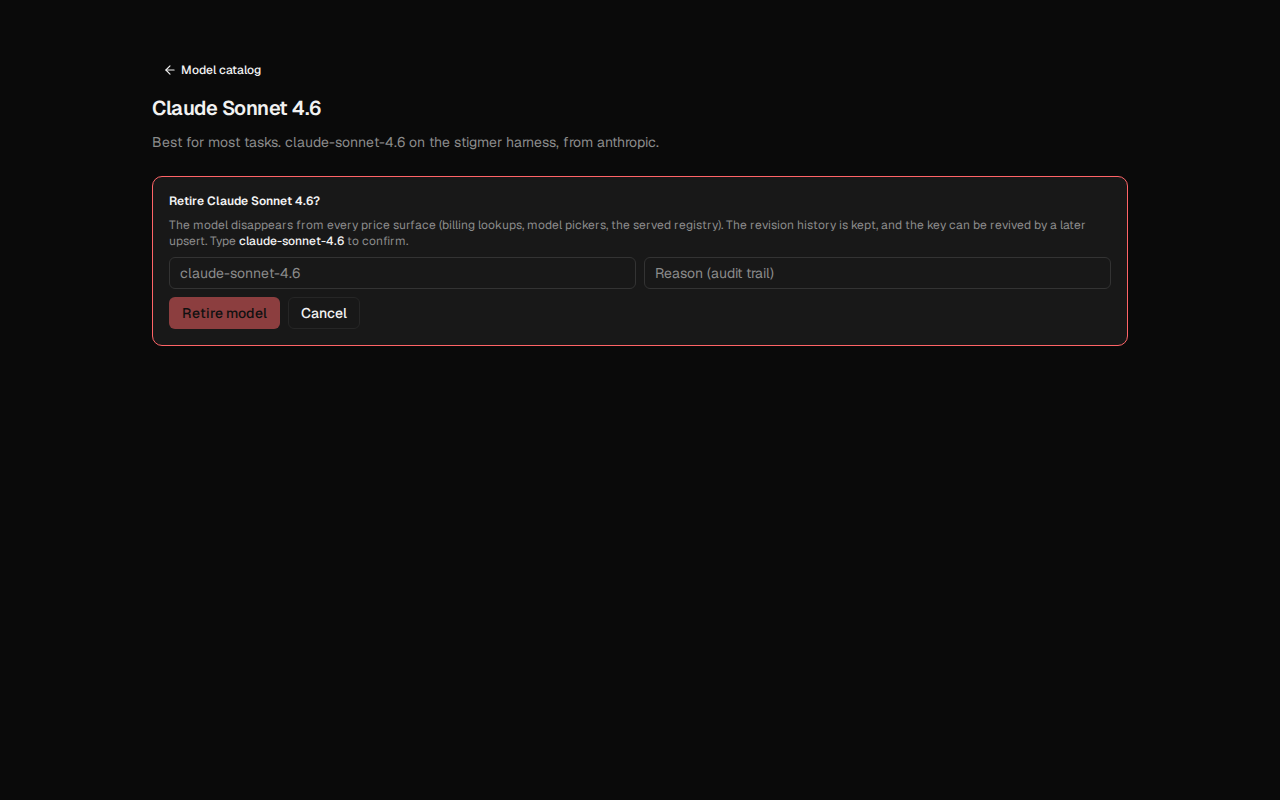 Model catalog
Claude Sonnet 4.6
Best for most tasks. claude-sonnet-4.6 on the stigmer harness, from anthropic.
Retire Claude Sonnet 4.6?
The model disappears from every price surface (billing lookups, model pickers, the served registry). The revision history is kept, and the key can be revived by a later
upsert. Type claude-sonnet-4.6 to confirm.
claude-sonnet-4.6 Reason (audit trail)
Retire model Cancel